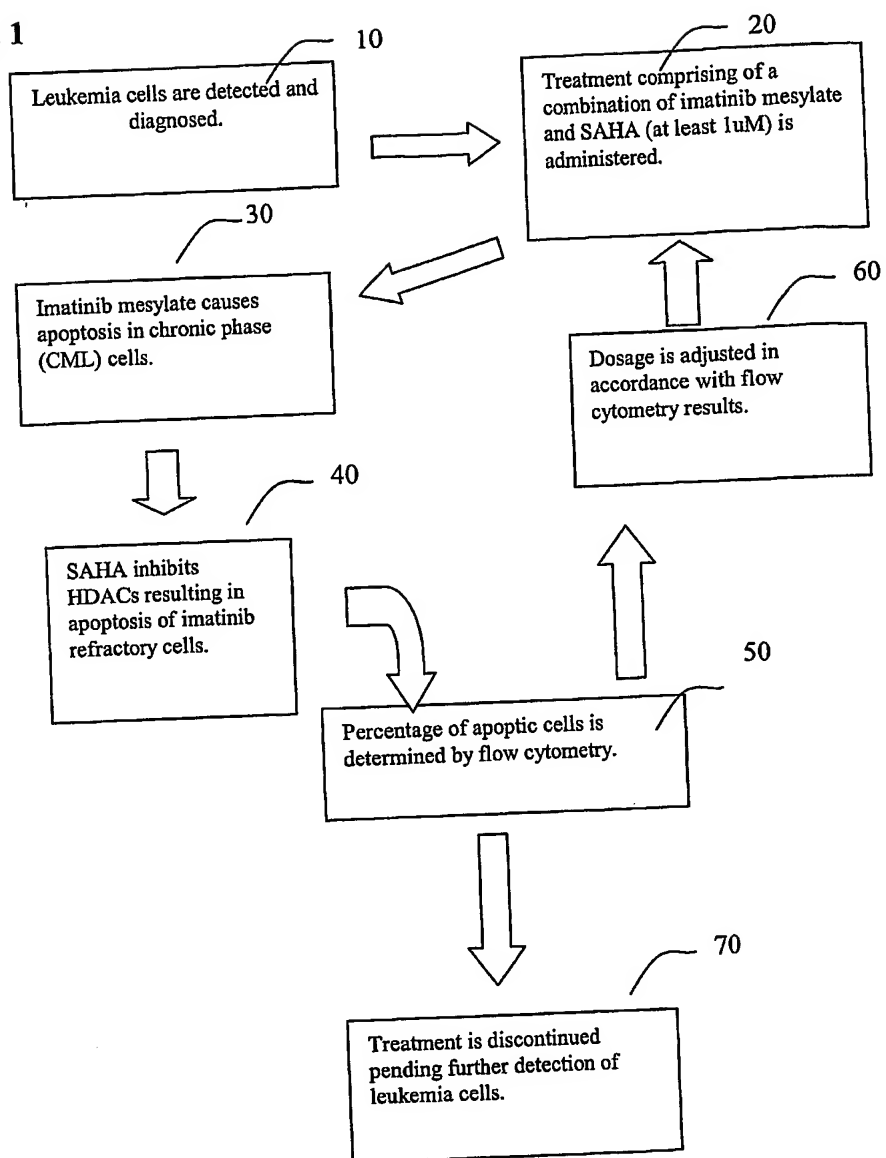 1
10
Leukemia cells are detected and
diagnosed.
20
Treatment comprising of a
combination of imatinib mesylate
and SAHA (at least 1uM) is
administered.
30
Imatinib mesylate causes
apoptosis in chronic phase
(CML) cells.
60
Dosage is adjusted in
accordance with flow
cytometry results.
40
SAHA inhibits
HDACs resulting in
apoptosis of imatinib
refractory cells.
50
Percentage of apoptic cells is
determined by flow cytometry.
70
Treatment is discontinued
pending further detection of
leukemia cells.